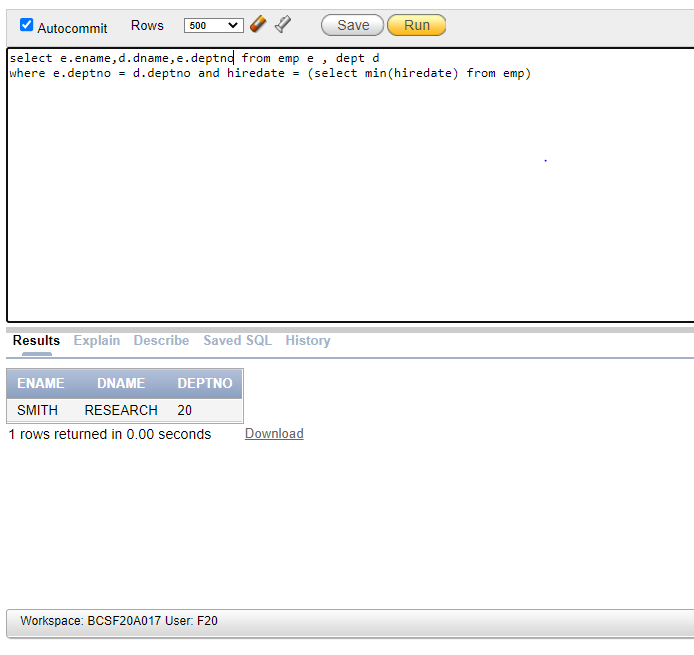 Autocommit Rows 500 Save Run
select e.ename,d.dname,e.deptno from emp e , dept d
where e.deptno = d.deptno and hiredate = (select min(hiredate) from emp)
Results Explain Describe Saved SQL History
ENAME DNAME DEPTNO
SMITH RESEARCH 20
1 rows returned in 0.00 seconds Download
Workspace: BCSF20A017 User: F20